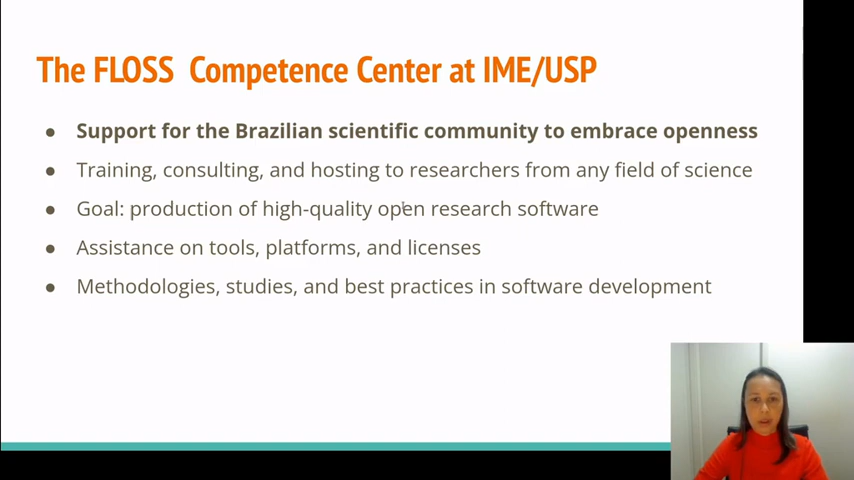 The FLOSS Competence Center at IME/USP
● Support for the Brazilian scientific community to embrace openness
● Training, consulting, and hosting to researchers from any field of science
● Goal: production of high-quality open research software
● Assistance on tools, platforms, and licenses
● Methodologies, studies, and best practices in software development